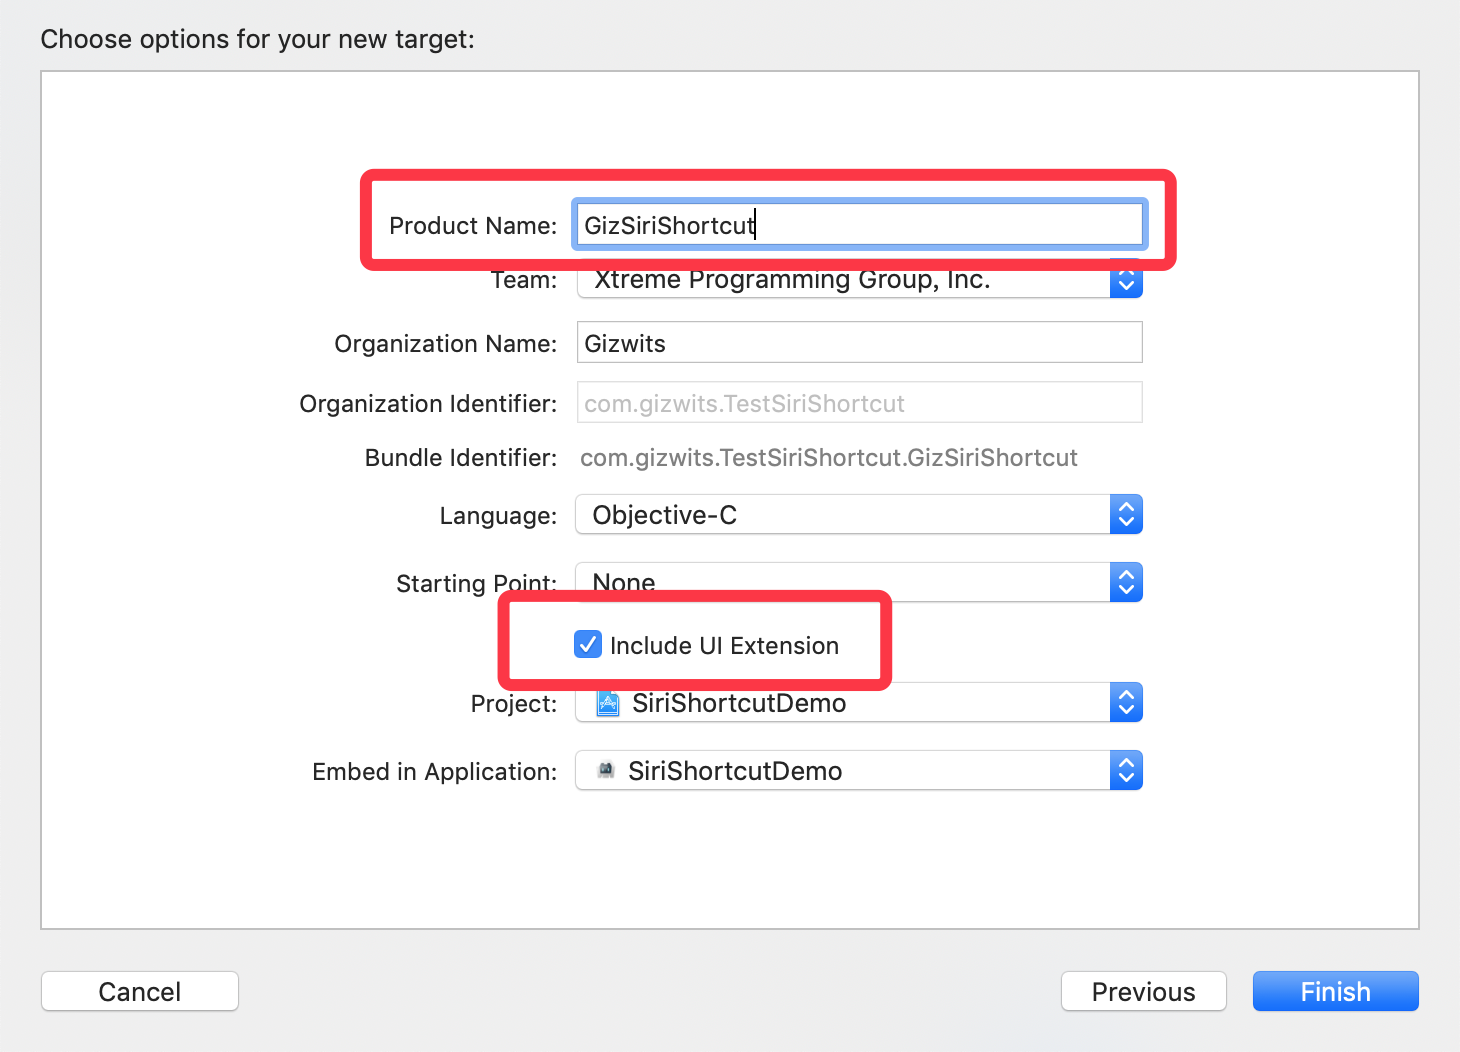 Choose options for your new target:
Product Name: GizSiriShortcut
Team: Xtreme Programming Group, Inc.
Organization Name: Gizwits
Organization Identifier: com.gizwits.TestSiriShortcut
Bundle Identifier: com.gizwits.TestSiriShortcut.GizSiriShortcut
Language: Objective-C
Starting Point: None
Include UI Extension
Project: SiriShortcutDemo
Embed in Application: SiriShortcutDemo
Cancel Previous Finish